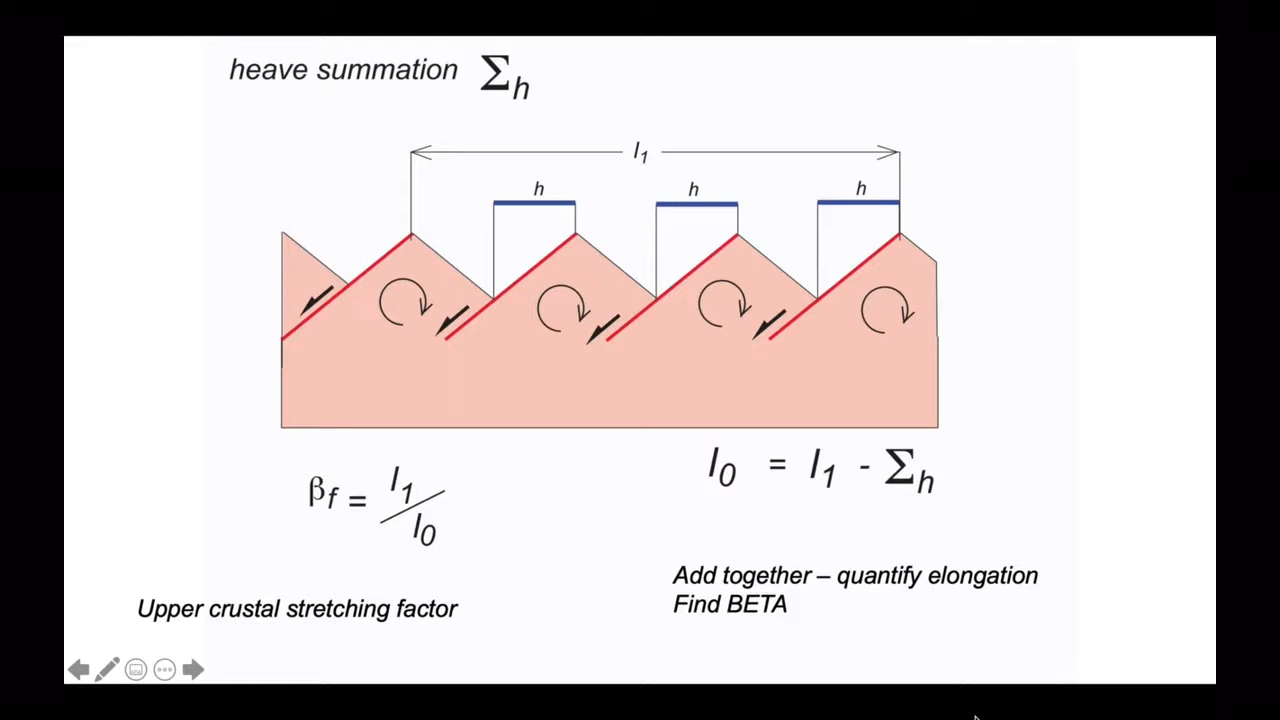 heave summation Σh
l1
h h h
βf = l1/l0
l0 = l1 - Σh
Add together – quantify elongation
Find BETA
Upper crustal stretching factor